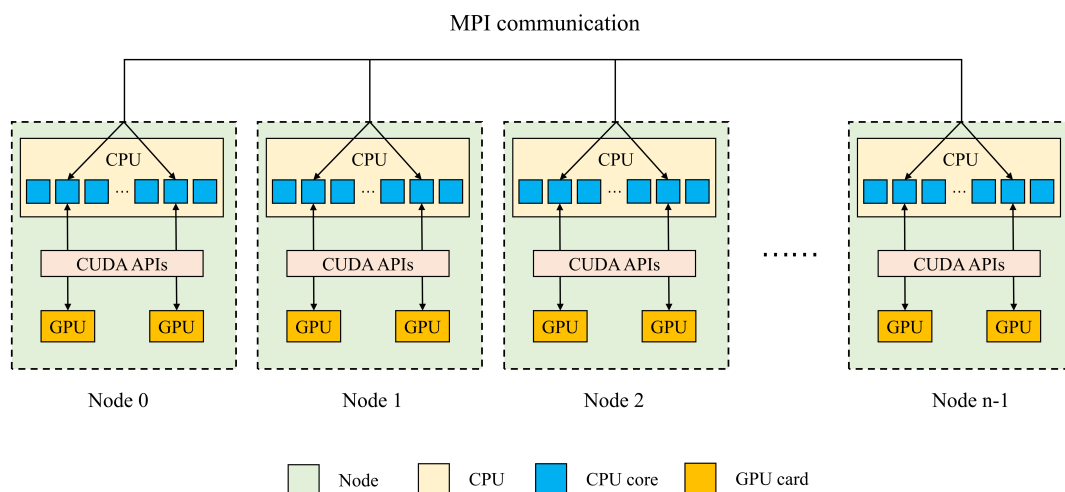 MPI communication
CPU CPU CPU CPU
... ... ... ...
CUDA APIs CUDA APIs CUDA APIs ...... CUDA APIs
GPU GPU GPU GPU GPU GPU GPU GPU
Node 0 Node 1 Node 2 Node n-1
Node CPU CPU core GPU card